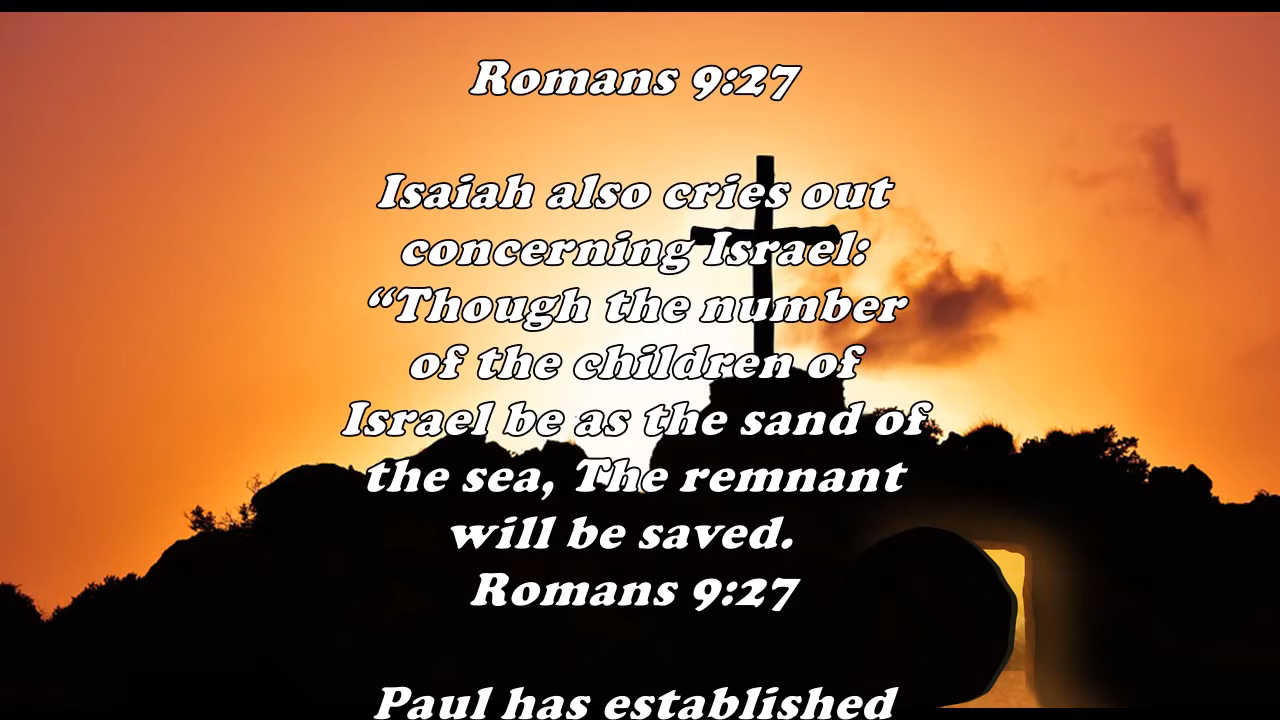 Romans 9:27
Isaiah also cries out
concerning Israel:
“Though the number
of the children of
Israel be as the sand of
the sea, The remnant
will be saved.
Romans 9:27
Paul has established